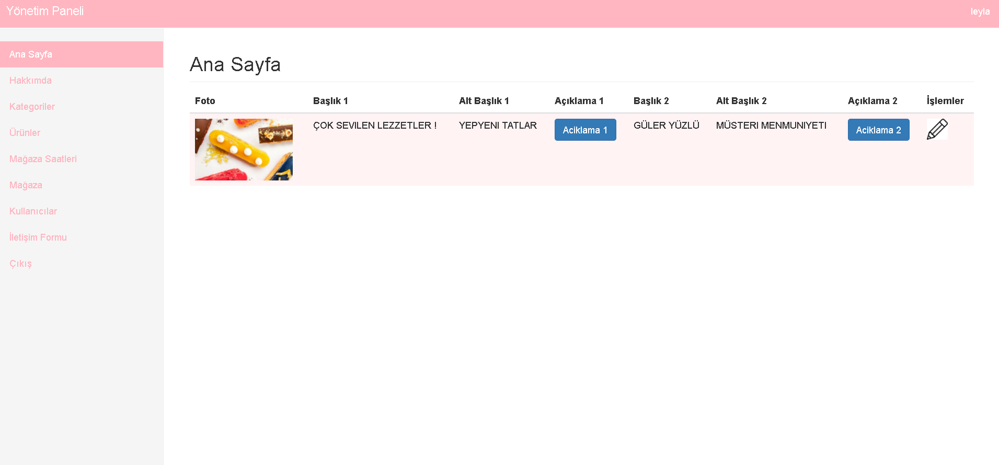 Yönetim Paneli
leyla
Ana Sayfa
Hakkımda
Kategoriler
Ürünler
Mağaza Saatleri
Mağaza
Kullanıcılar
İletişim Formu
Çıkış
Ana Sayfa
Foto Başlık 1 Alt Başlık 1 Açıklama 1 Başlık 2 Alt Başlık 2 Açıklama 2 İşlemler
ÇOK SEVILEN LEZZETLER ! YEPYENI TATLAR Aciklama 1 GÜLER YÜZLÜ MÜSTERI MENMUNIYETI Aciklama 2